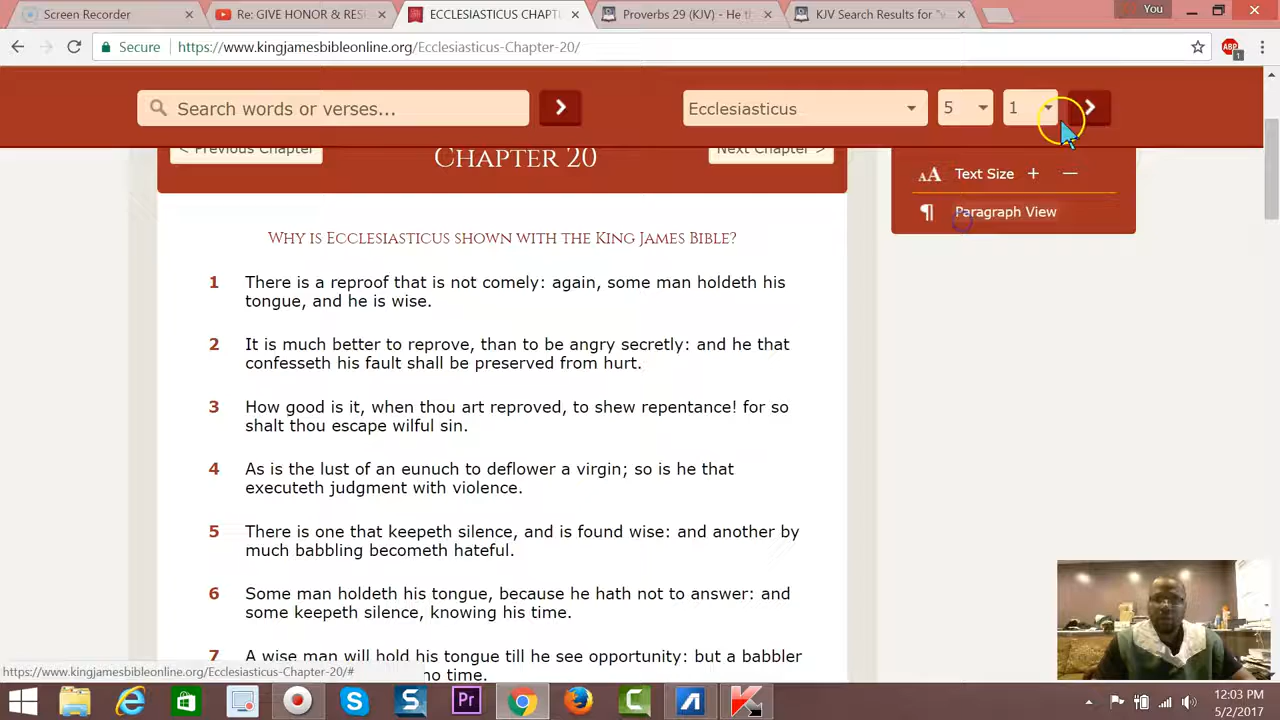 Screen Recorder
Re: GIVE HONOR & RES
ECCLESIASTICUS CHAPT
Proverbs 29 (KJV) - He t
KJV Search Results for "v
You
Secure
https://www.kingjamesbibleonline.org/Ecclesiasticus-Chapter-20/
ABP
1
Search words or verses...
Ecclesiasticus
5
1
< Previous Chapter
CHAPTER 20
Next Chapter >
AA Text Size + —
¶ Paragraph View
WHY IS ECCLESIASTICUS SHOWN WITH THE KING JAMES BIBLE?
1 There is a reproof that is not comely: again, some man holdeth his
tongue, and he is wise.
2 It is much better to reprove, than to be angry secretly: and he that
confesseth his fault shall be preserved from hurt.
3 How good is it, when thou art reproved, to shew repentance! for so
shalt thou escape wilful sin.
4 As is the lust of an eunuch to deflower a virgin; so is he that
executeth judgment with violence.
5 There is one that keepeth silence, and is found wise: and another by
much babbling becometh hateful.
6 Some man holdeth his tongue, because he hath not to answer: and
some keepeth silence, knowing his time.
7 A wise man will hold his tongue till he see opportunity: but a babbler
no time.
https://www.kingjamesbibleonline.org/Ecclesiasticus-Chapter-20/#
Pr
12:03 PM
5/2/2017